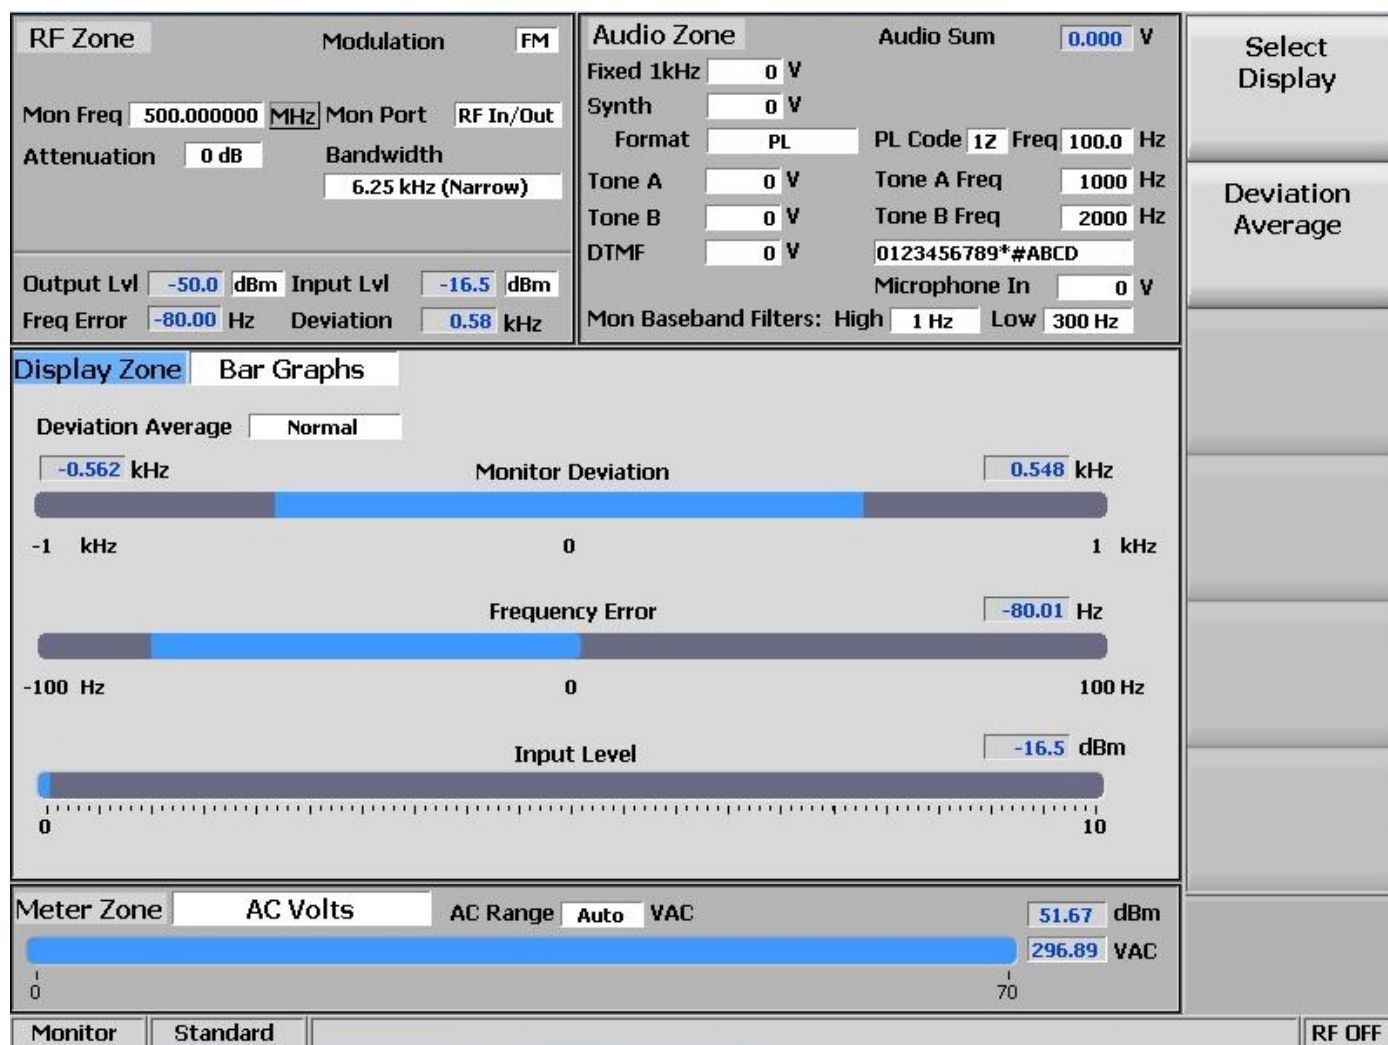 RF Zone Modulation FM
Mon Freq 500.000000 MHz Mon Port RF In/Out
Attenuation 0 dB Bandwidth
6.25 kHz (Narrow)
Output Lvl -50.0 dBm Input Lvl -16.5 dBm
Freq Error -80.00 Hz Deviation 0.58 kHz
Audio Zone Audio Sum 0.000 V
Fixed 1kHz 0 V
Synth 0 V
Format PL PL Code 1Z Freq 100.0 Hz
Tone A 0 V Tone A Freq 1000 Hz
Tone B 0 V Tone B Freq 2000 Hz
DTMF 0 V 0123456789*#ABCD
Microphone In 0 V
Mon Baseband Filters: High 1 Hz Low 300 Hz
Select
Display
Deviation
Average
Display Zone Bar Graphs
Deviation Average Normal
-0.562 kHz Monitor Deviation 0.548 kHz
-1 kHz 0 1 kHz
Frequency Error -80.01 Hz
-100 Hz 0 100 Hz
Input Level -16.5 dBm
0 10
Meter Zone AC Volts AC Range Auto VAC 51.67 dBm
296.89 VAC
0 70
Monitor Standard RF OFF